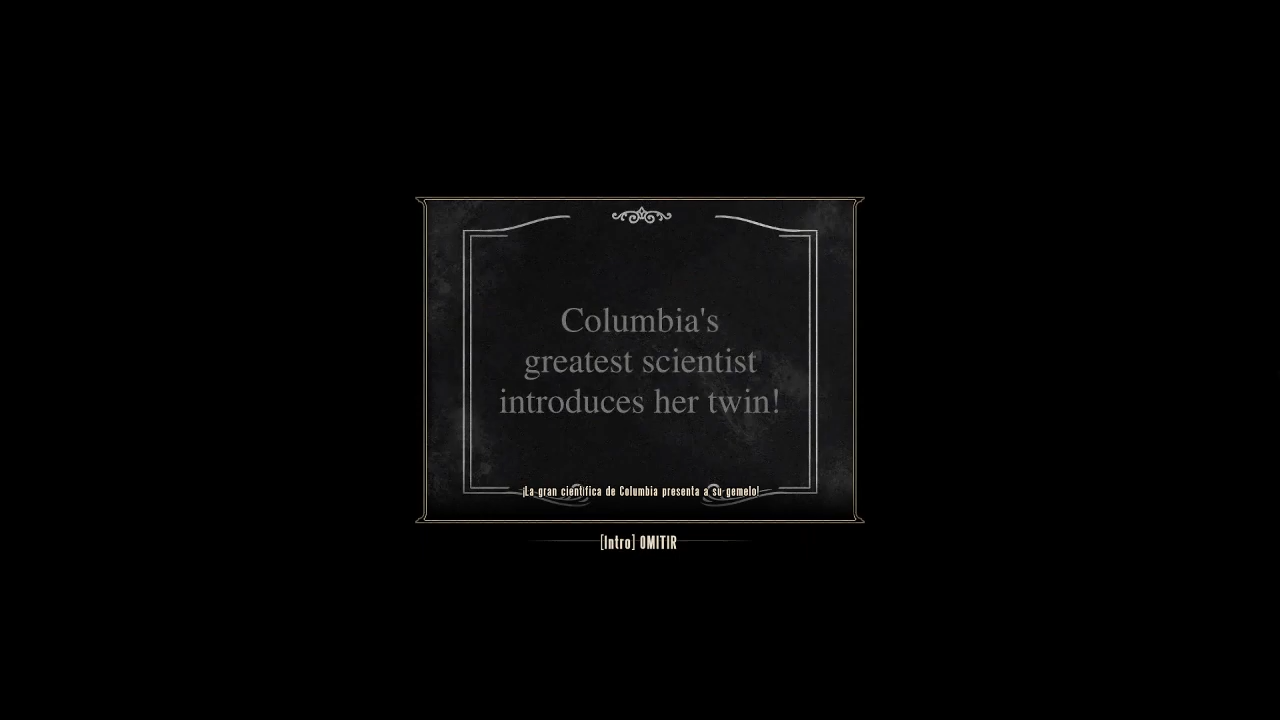 Columbia's
greatest scientist
introduces her twin!
¡La gran científica de Columbia presenta a su gemelo!
[Intro] OMITIR